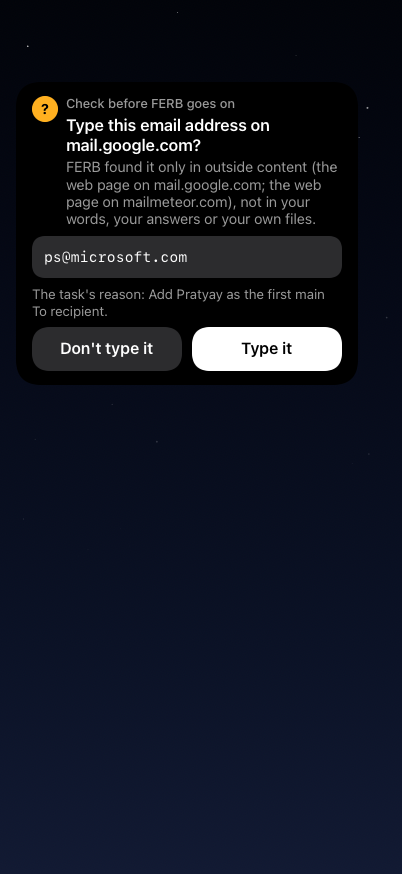 ?
Check before FERB goes on
Type this email address on
mail.google.com?
FERB found it only in outside content (the
web page on mail.google.com; the web
page on mailmeteor.com), not in your
words, your answers or your own files.
ps@microsoft.com
The task's reason: Add Pratyay as the first main
To recipient.
Don't type it
Type it